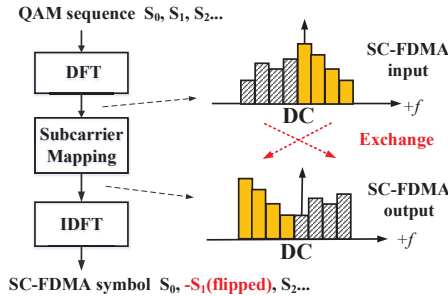 QAM sequence S0, S1, S2...
DFT
Subcarrier
Mapping
IDFT
SC-FDMA symbol S0, -S1(flipped), S2...
SC-FDMA
input
+f
DC
Exchange
SC-FDMA
output
+f
DC